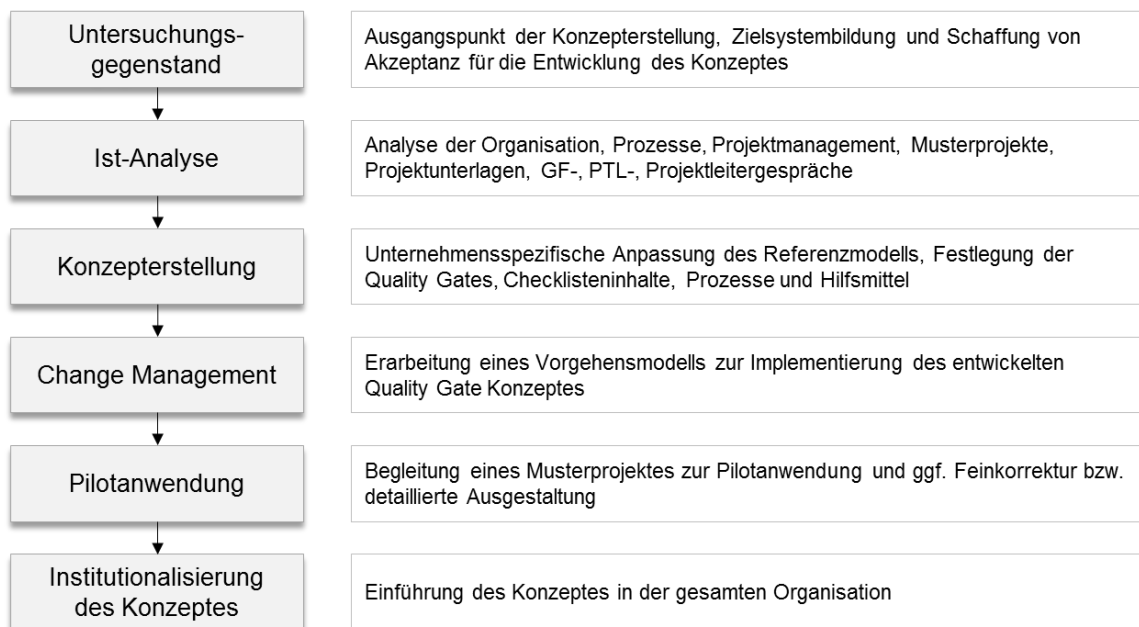 Untersuchungs-
gegenstand
Ausgangspunkt der Konzepterstellung, Zielsystembildung und Schaffung von
Akzeptanz für die Entwicklung des Konzeptes
Ist-Analyse
Analyse der Organisation, Prozesse, Projektmanagement, Musterprojekte,
Projektunterlagen, GF-, PTL-, Projektleitergespräche
Konzepterstellung
Unternehmensspezifische Anpassung des Referenzmodells, Festlegung der
Quality Gates, Checklisteninhalte, Prozesse und Hilfsmittel
Change Management
Erarbeitung eines Vorgehensmodells zur Implementierung des entwickelten
Quality Gate Konzeptes
Pilotanwendung
Begleitung eines Musterprojektes zur Pilotanwendung und ggf. Feinkorrektur bzw.
detaillierte Ausgestaltung
Institutionalisierung
des Konzeptes
Einführung des Konzeptes in der gesamten Organisation